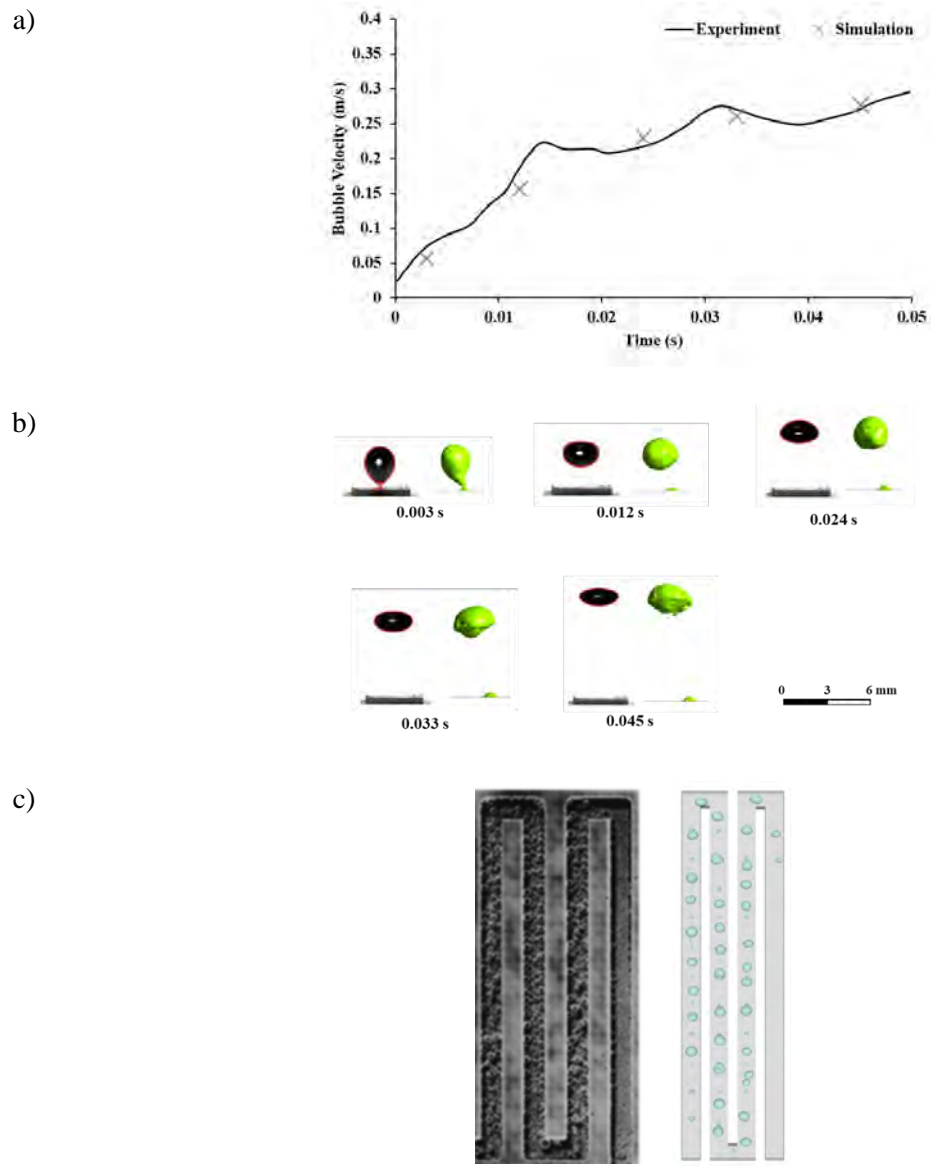 a)
0.4
0.35
0.3
0.25
0.2
0.15
0.1
0.05
0
Bubble Velocity (m/s)
Experiment
Simulation
0 0.01 0.02 0.03 0.04 0.05
Time (s)
b)
0.003 s
0.012 s
0.024 s
0.033 s
0.045 s
0 3 6 mm
c)